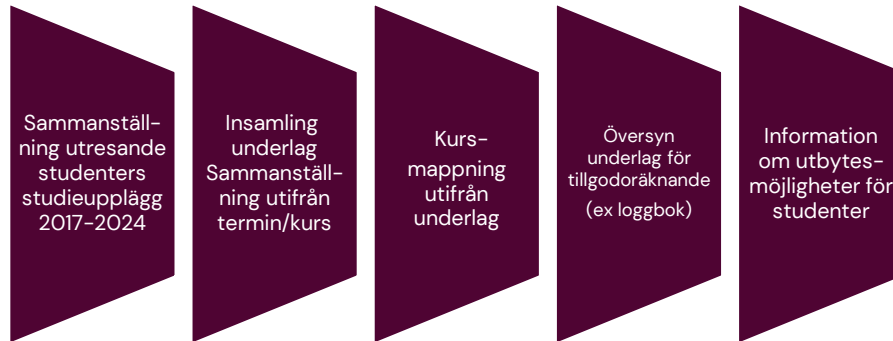 Sammanställ-
ning utresande
studenters
studieupplägg
2017-2024
Insamling
underlag
Sammanställ-
ning utifrån
termin/kurs
Kurs-
mappning
utifrån
underlag
Översyn
underlag för
tillgodoräknande
(ex loggbok)
Information
om utbytes-
möjligheter för
studenter